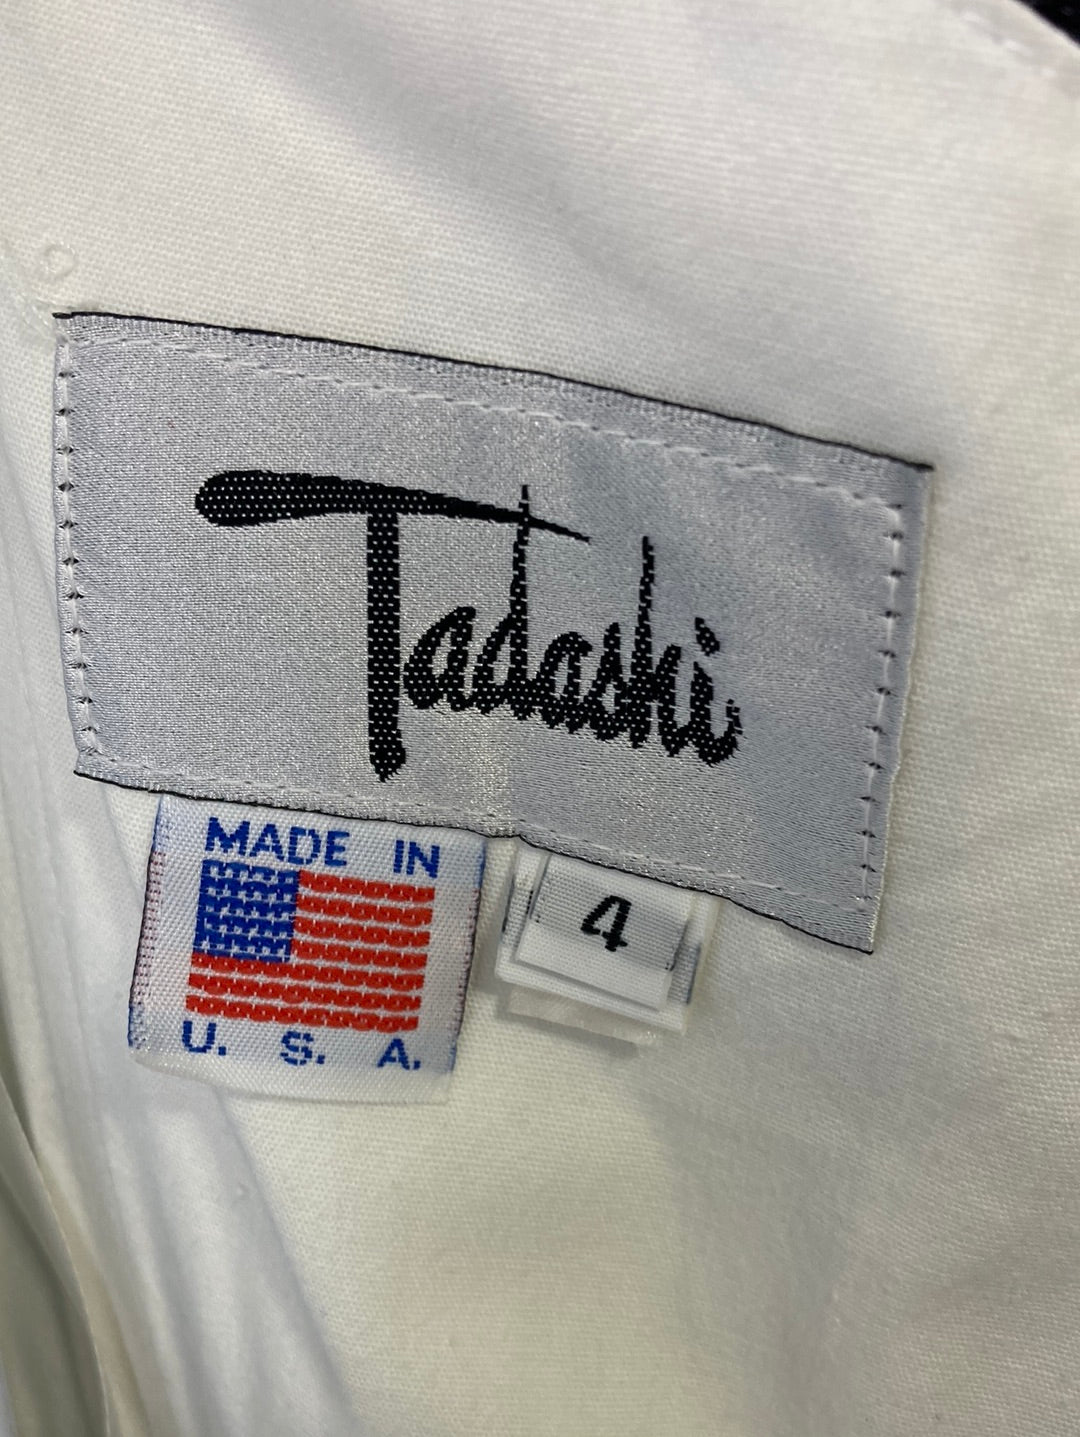 Tadashi
MADE IN
U. S. A.
4